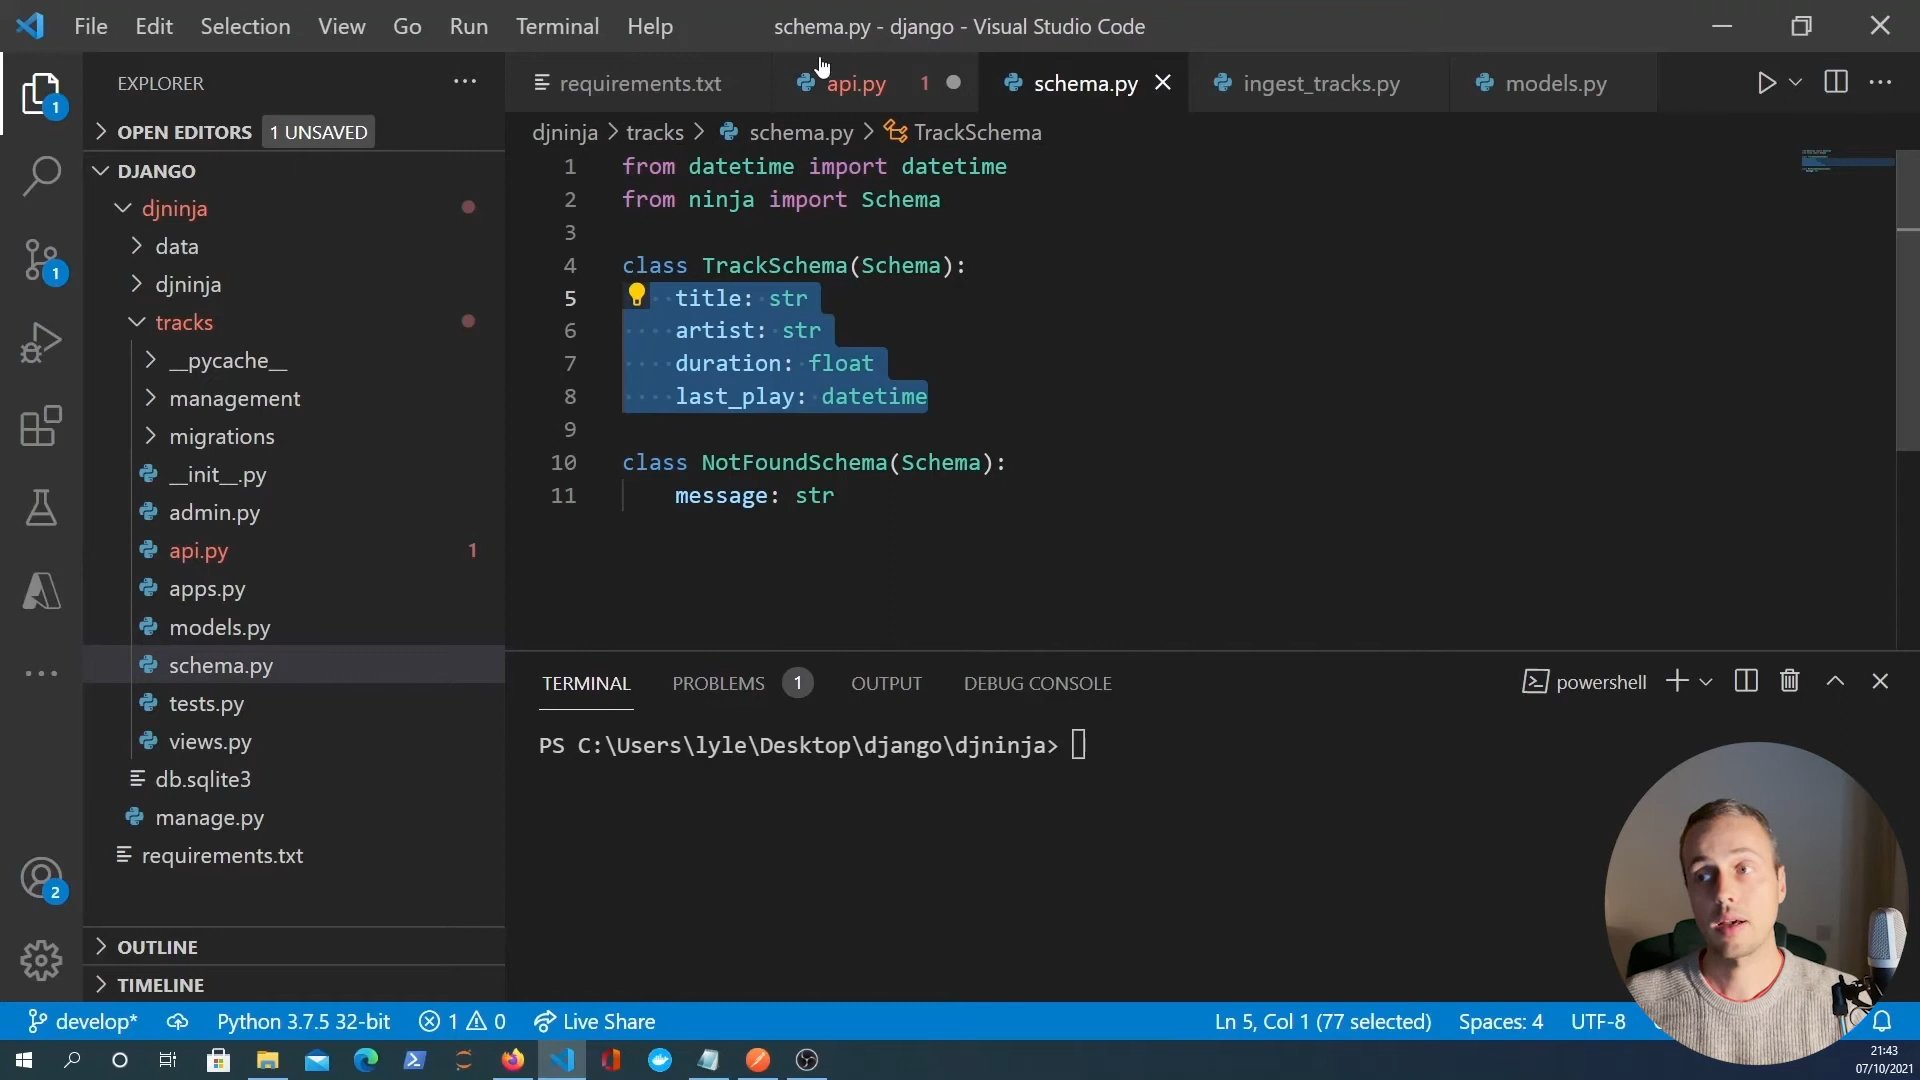 File Edit Selection View Go Run Terminal Help
schema.py - django - Visual Studio Code
EXPLORER
requirements.txt
api.py 1
schema.py
ingest_tracks.py
models.py
OPEN EDITORS 1 UNSAVED
djninja > tracks > schema.py > TrackSchema
DJANGO
djninja
data
djninja
tracks
__pycache__
management
migrations
__init__.py
admin.py
api.py 1
apps.py
models.py
schema.py
tests.py
views.py
db.sqlite3
manage.py
requirements.txt
OUTLINE
TIMELINE
1
1
2
1 from datetime import datetime
2 from ninja import Schema
3
4 class TrackSchema(Schema):
5 title: str
6 artist: str
7 duration: float
8 last_play: datetime
9
10 class NotFoundSchema(Schema):
11 message: str
TERMINAL PROBLEMS 1 OUTPUT DEBUG CONSOLE
powershell
PS C:\Users\lyle\Desktop\django\djninja>
develop* Python 3.7.5 32-bit 1 0 Live Share
Ln 5, Col 1 (77 selected) Spaces: 4 UTF-8
21:43
07/10/2021